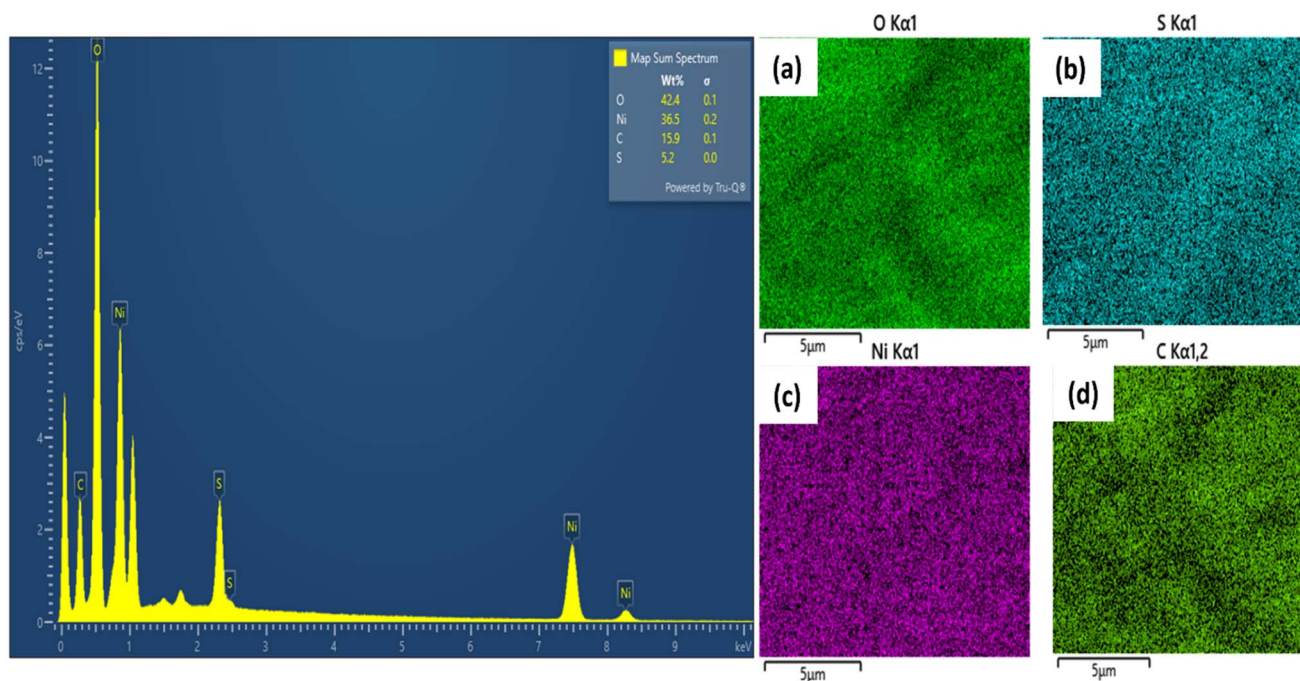 Map Sum Spectrum
Wt% σ
O 42.4 0.1
Ni 36.5 0.2
C 15.9 0.1
S 5.2 0.0
Powered by Tru-Q®
12
10
8
6
4
2
0
cps/eV
O
Ni
C
S
S
Ni
Ni
0 1 2 3 4 5 6 7 8 9 keV
O Kα1
(a)
5μm
S Kα1
(b)
5μm
Ni Kα1
(c)
5μm
C Kα1,2
(d)
5μm